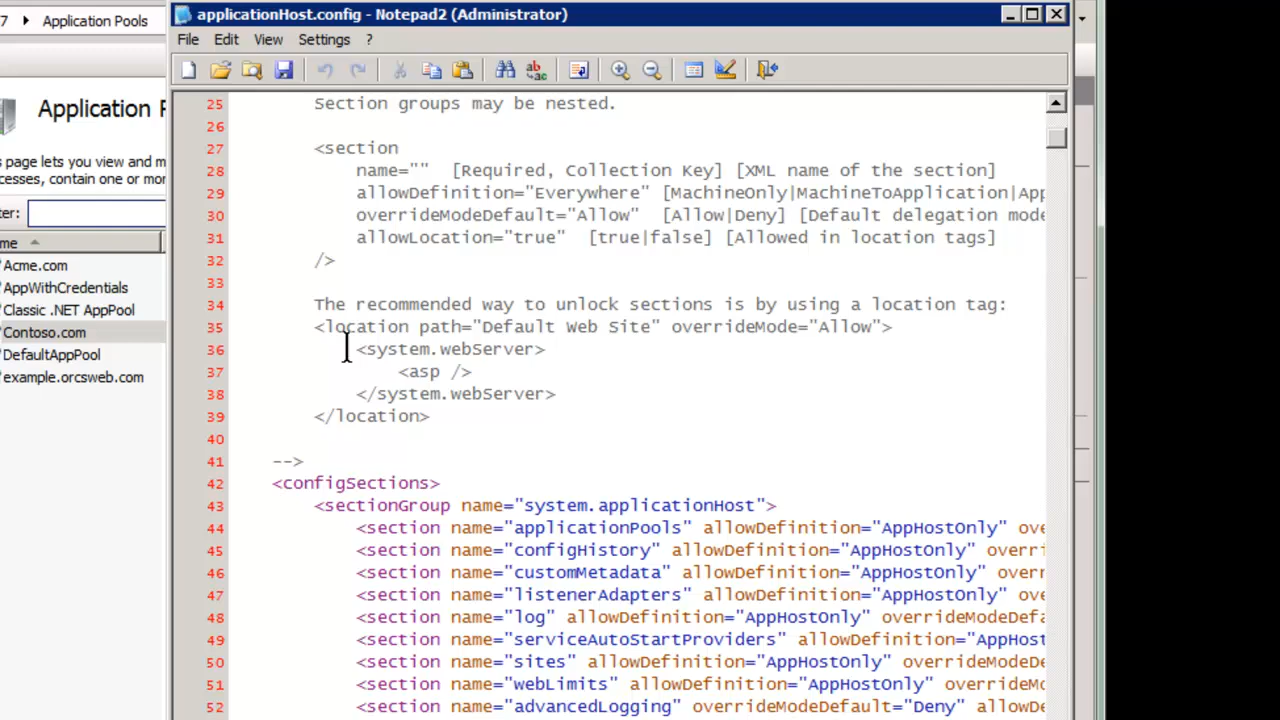 7 ▸ Application Pools
applicationHost.config - Notepad2 (Administrator)
File Edit View Settings ?
Application
page lets you view and m
cesses, contain one or mor
me
Acme.com
AppWithCredentials
Classic .NET AppPool
Contoso.com
DefaultAppPool
example.orcsweb.com
25 Section groups may be nested.
26
27 <section
28 name="" [Required, Collection Key] [XML name of the section]
29 allowDefinition="Everywhere" [MachineOnly|MachineToApplication|App
30 overrideModeDefault="Allow" [Allow|Deny] [Default delegation mode
31 allowLocation="true" [true|false] [Allowed in location tags]
32 />
33
34 The recommended way to unlock sections is by using a location tag:
35 <location path="Default Web Site" overrideMode="Allow">
36 <system.webServer>
37 <asp />
38 </system.webServer>
39 </location>
40
41 -->
42 <configSections>
43 <sectionGroup name="system.applicationHost">
44 <section name="applicationPools" allowDefinition="AppHostOnly" ove
45 <section name="configHistory" allowDefinition="AppHostOnly" overri
46 <section name="customMetadata" allowDefinition="AppHostOnly" overr
47 <section name="listenerAdapters" allowDefinition="AppHostOnly" ove
48 <section name="log" allowDefinition="AppHostOnly" overrideModeDefa
49 <section name="serviceAutoStartProviders" allowDefinition="AppHost
50 <section name="sites" allowDefinition="AppHostOnly" overrideModeDe
51 <section name="webLimits" allowDefinition="AppHostOnly" overrideMo
52 <section name="advancedLogging" overrideModeDefault="Deny" allowDe